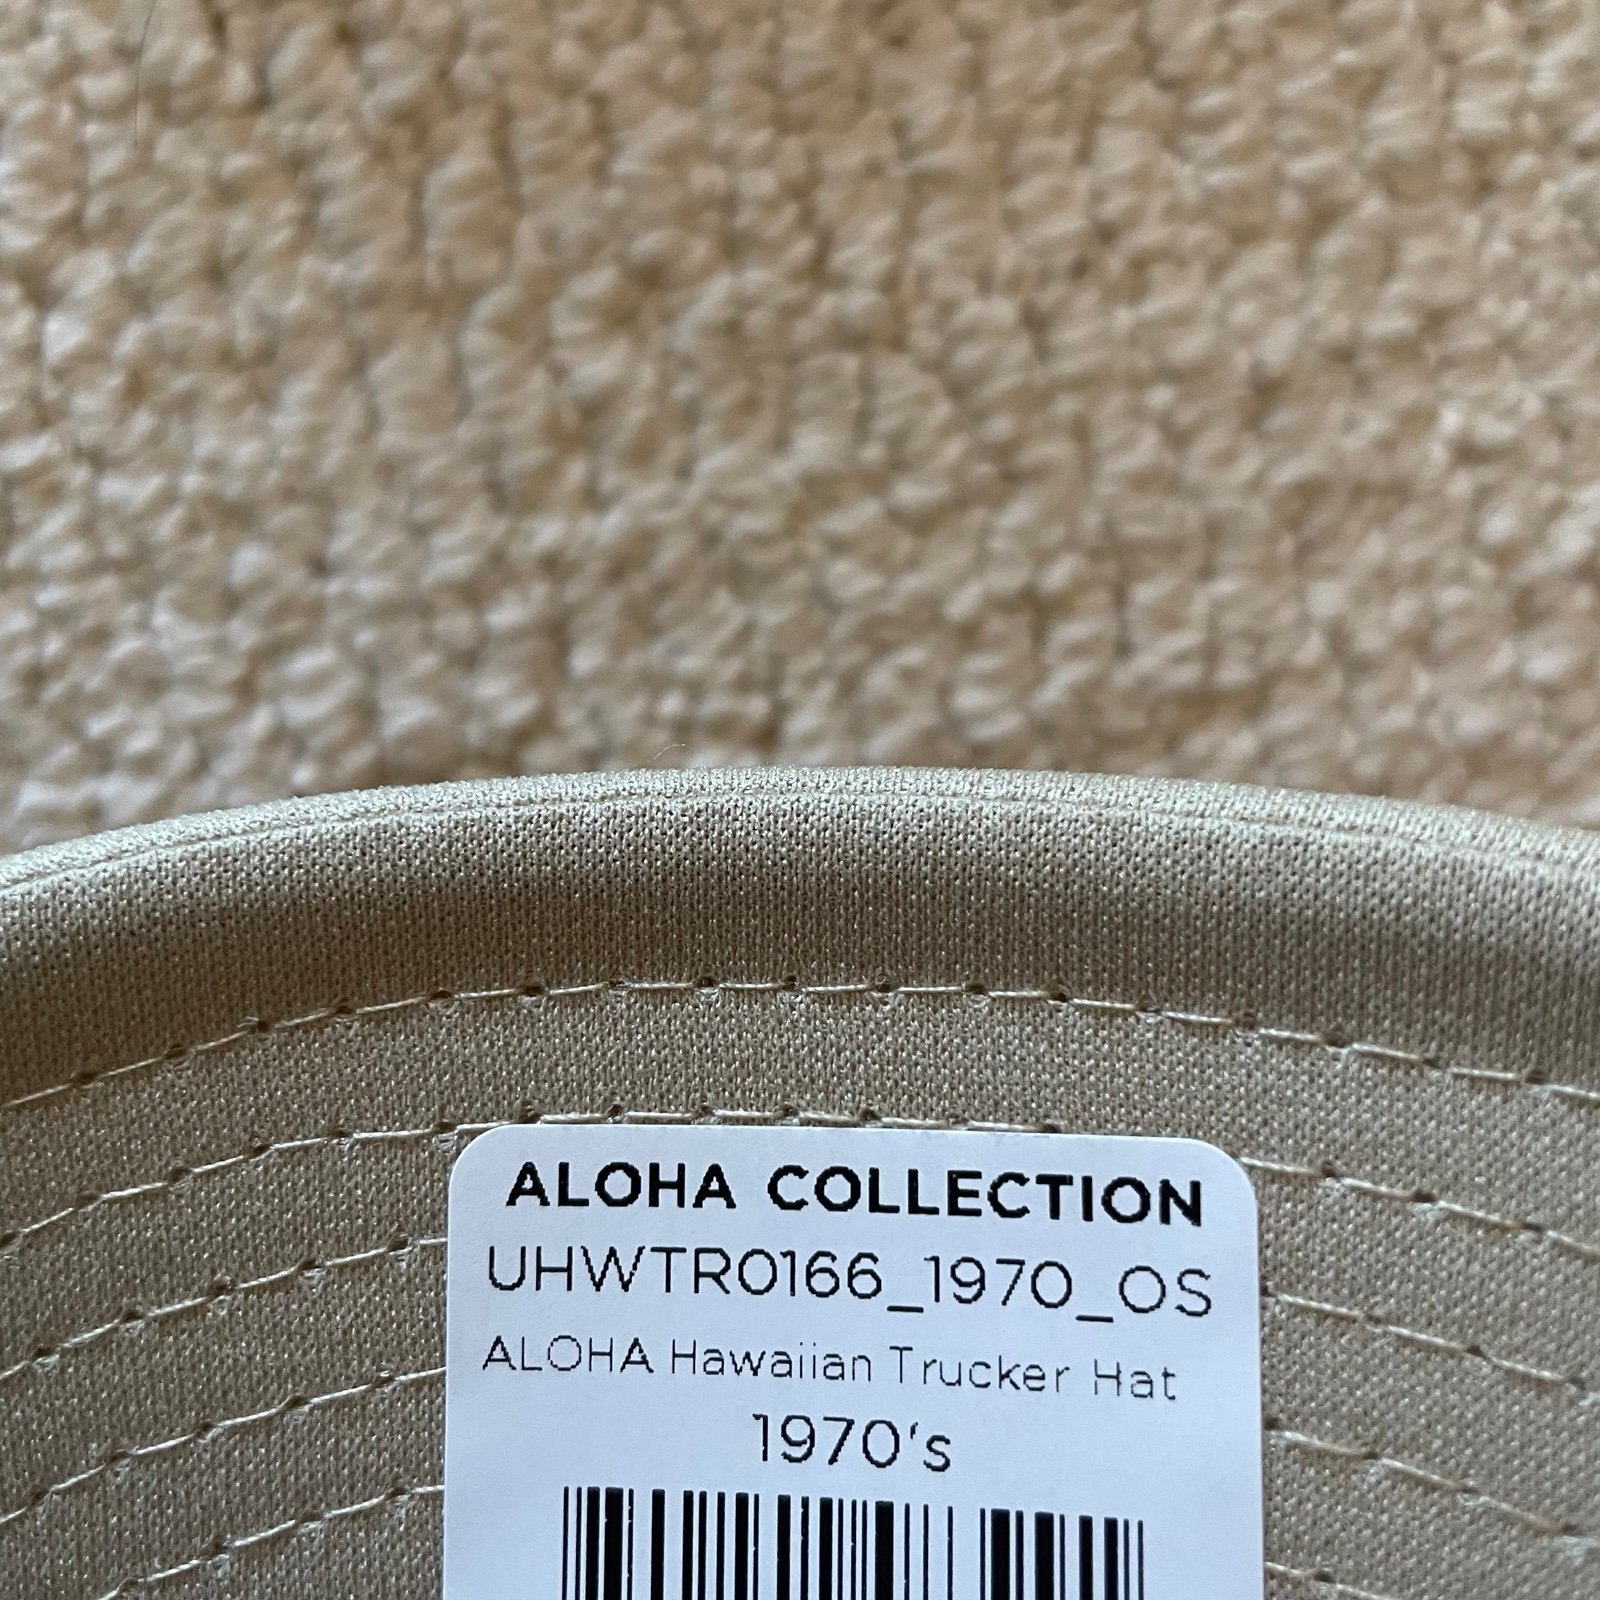 ALOHA COLLECTION
UHWTR0166_1970_OS
ALOHA Hawaiian Trucker Hat
1970's